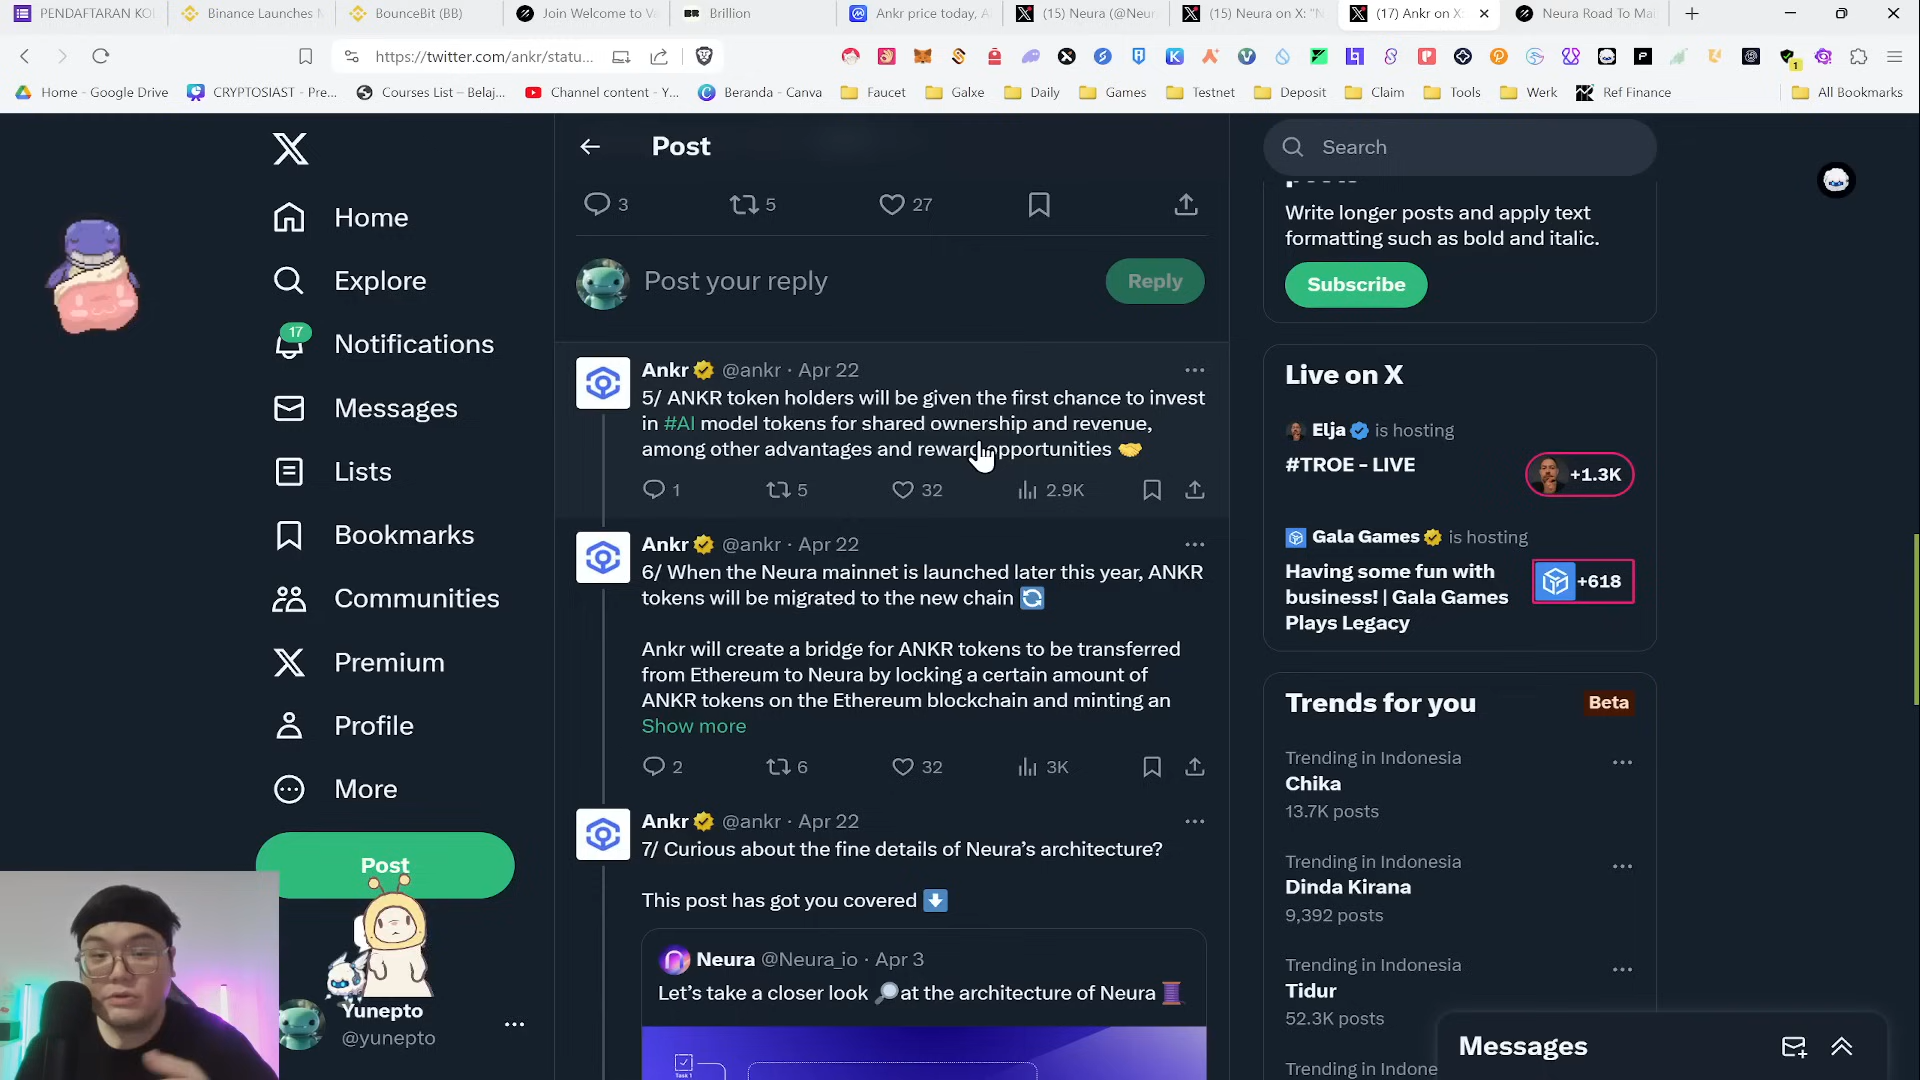 PENDAFTARAN KOL
Binance Launches M
BounceBit (BB)
Join Welcome to V
Brillion
Ankr price today, A
(15) Neura (@Neur
(15) Neura on X: "N
(17) Ankr on X:
Neura Road To Mai
https://twitter.com/ankr/statu...
1
Home - Google Drive
CRYPTOSIAST - Pre...
Courses List – Belaj...
Channel content - Y...
Beranda - Canva
Faucet
Galxe
Daily
Games
Testnet
Deposit
Claim
Tools
Werk
Ref Finance
All Bookmarks
Home
Explore
17
Notifications
Messages
Lists
Bookmarks
Communities
Premium
Profile
More
Post
Yunepto
@yunepto
Post
3
5
27
Post your reply
Reply
Ankr @ankr · Apr 22
5/ ANKR token holders will be given the first chance to invest
in #AI model tokens for shared ownership and revenue,
among other advantages and reward opportunities 🤝
1
5
32
2.9K
Ankr @ankr · Apr 22
6/ When the Neura mainnet is launched later this year, ANKR
tokens will be migrated to the new chain 🔄
Ankr will create a bridge for ANKR tokens to be transferred
from Ethereum to Neura by locking a certain amount of
ANKR tokens on the Ethereum blockchain and minting an
Show more
2
6
32
3K
Ankr @ankr · Apr 22
7/ Curious about the fine details of Neura’s architecture?
This post has got you covered ⬇️
Neura @Neura_io · Apr 3
Let’s take a closer look 🔎at the architecture of Neura 🧵
Task 1
Search
Write longer posts and apply text
formatting such as bold and italic.
Subscribe
Live on X
Elja is hosting
#TROE - LIVE
+1.3K
Gala Games is hosting
Having some fun with
business! | Gala Games
Plays Legacy
+618
Trends for you
Beta
Trending in Indonesia
Chika
13.7K posts
Trending in Indonesia
Dinda Kirana
9,392 posts
Trending in Indonesia
Tidur
52.3K posts
Trending in Indone
Messages